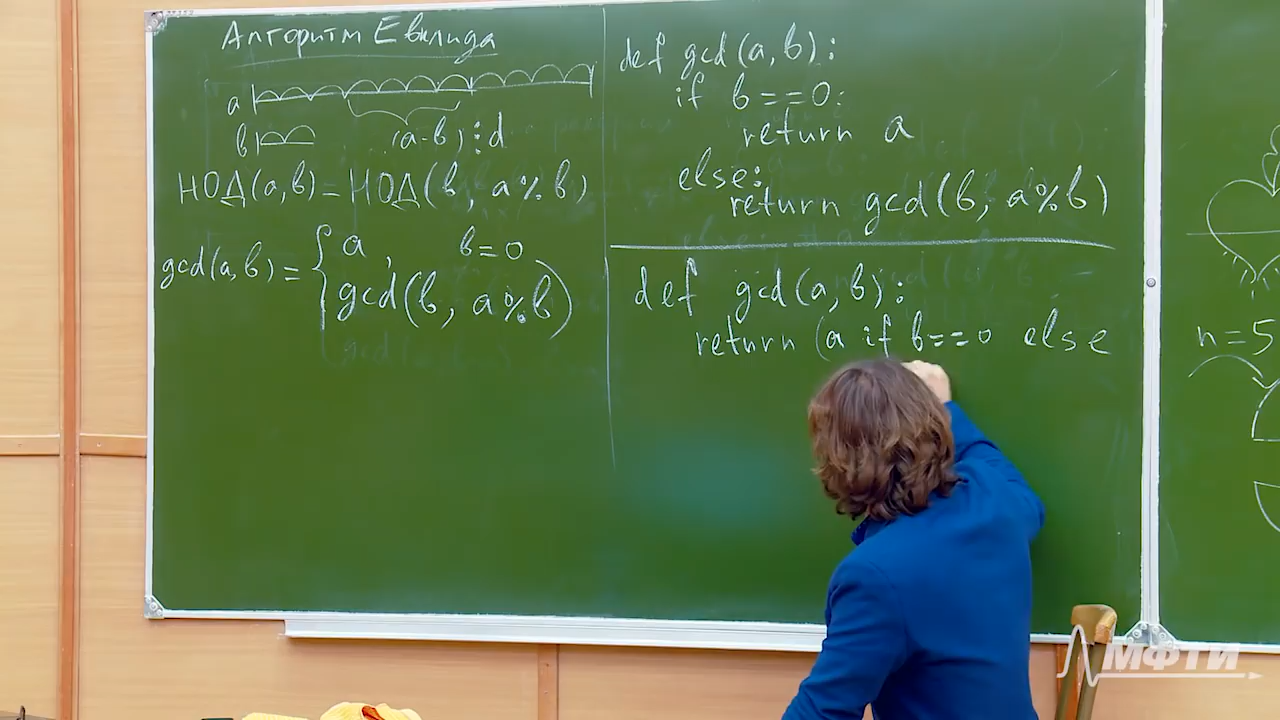 Алгоритм Евклида
a
b
(a-b)⋮d
НОД(a,b)=НОД(b, a%b)
gcd(a,b)={a, b=0
gcd(b, a%b)
def gcd(a,b):
if b==0:
return a
else:
return gcd(b, a%b)
def gcd(a,b):
return (a if b==0 else
n=5
МФТИ